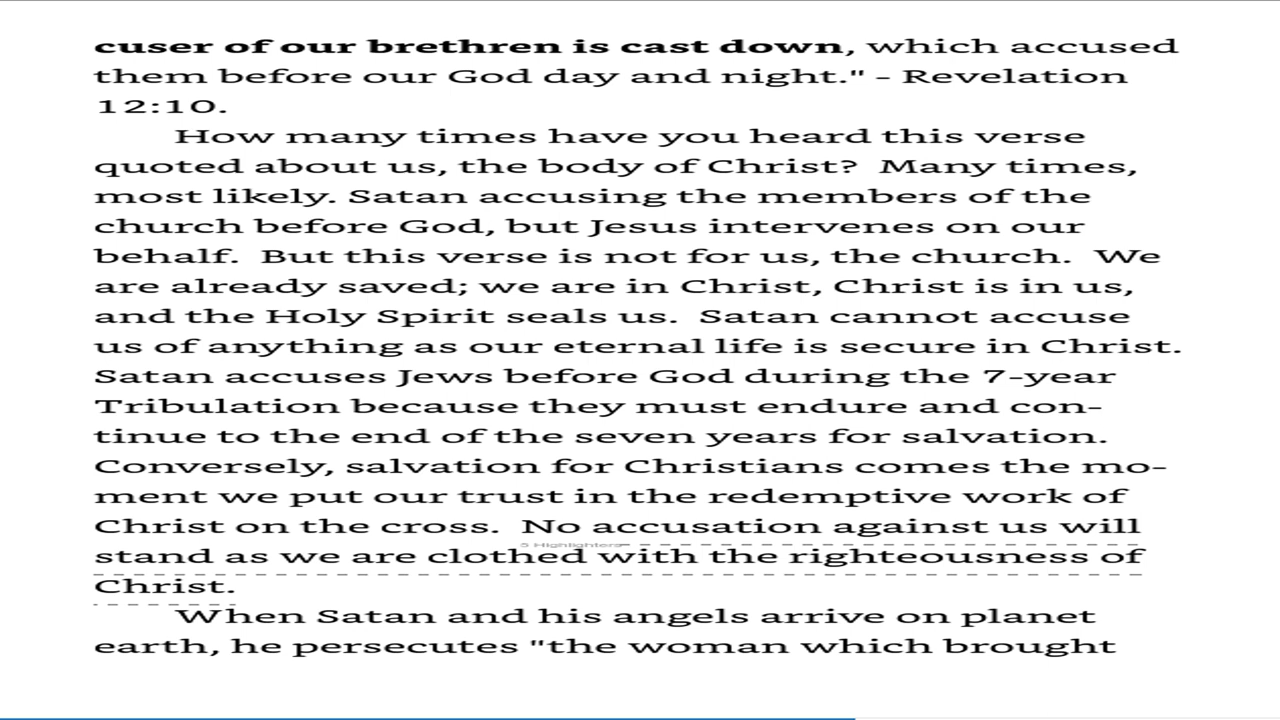 cuser of our brethren is cast down, which accused
them before our God day and night." – Revelation
12:10.
How many times have you heard this verse
quoted about us, the body of Christ?  Many times,
most likely. Satan accusing the members of the
church before God, but Jesus intervenes on our
behalf.  But this verse is not for us, the church.  We
are already saved; we are in Christ, Christ is in us,
and the Holy Spirit seals us.  Satan cannot accuse
us of anything as our eternal life is secure in Christ.
Satan accuses Jews before God during the 7-year
Tribulation because they must endure and con-
tinue to the end of the seven years for salvation.
Conversely, salvation for Christians comes the mo-
ment we put our trust in the redemptive work of
Christ on the cross.  No accusation against us will
5 Highlighters
stand as we are clothed with the righteousness of
Christ.
When Satan and his angels arrive on planet
earth, he persecutes "the woman which brought